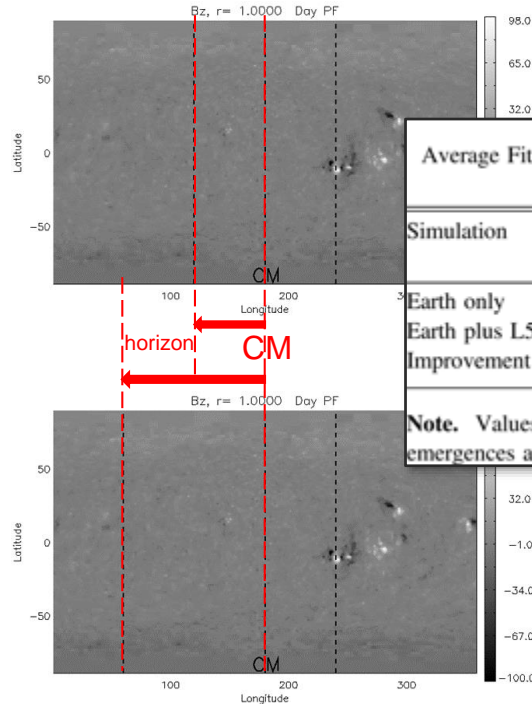 Bz, r= 1.0000 Day PF
98.0
65.0
32.0
50
0
−50
Latitude
CM
100
200
Longitude
Average Fit
Simulation
Earth only
Earth plus L5
Improvement
Note. Values
emergences a
horizon
CM
Bz, r= 1.0000 Day PF
50
0
−50
Latitude
32.0
−1.0
−34.0
−67.0
−100.0
CM
100
200
300
Longitude